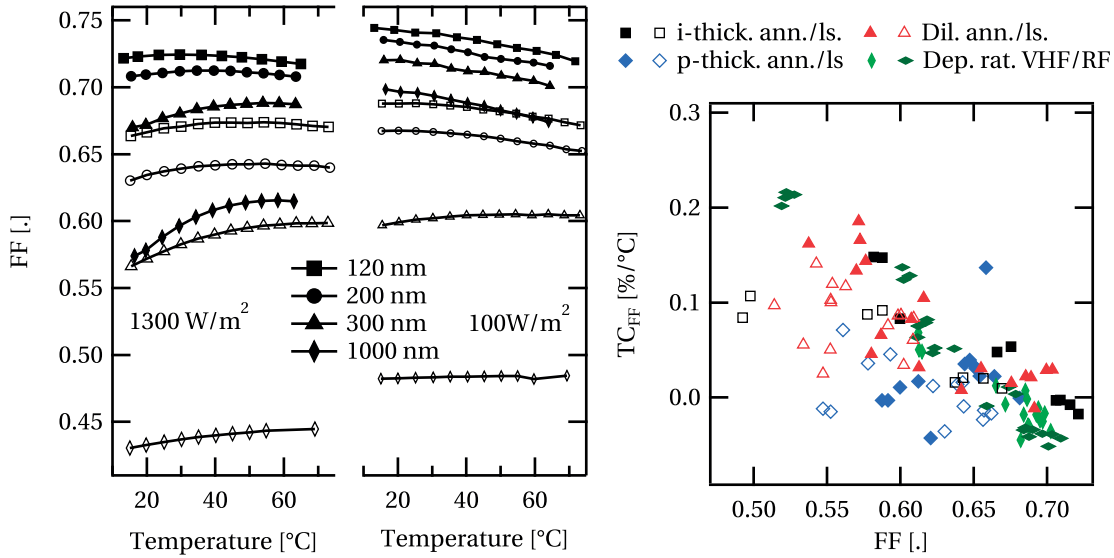 0.75
0.70
0.65
0.60
0.55
0.50
0.45
FF [.]
1300 W/m2
100W/m2
120 nm
200 nm
300 nm
1000 nm
20 40 60
20 40 60
Temperature [°C]
Temperature [°C]
i-thick. ann./ls.
Dil. ann./ls.
p-thick. ann./ls
Dep. rat. VHF/RF
0.3
0.2
0.1
0.0
TCFF [%/°C]
0.50 0.55 0.60 0.65 0.70
FF [.]